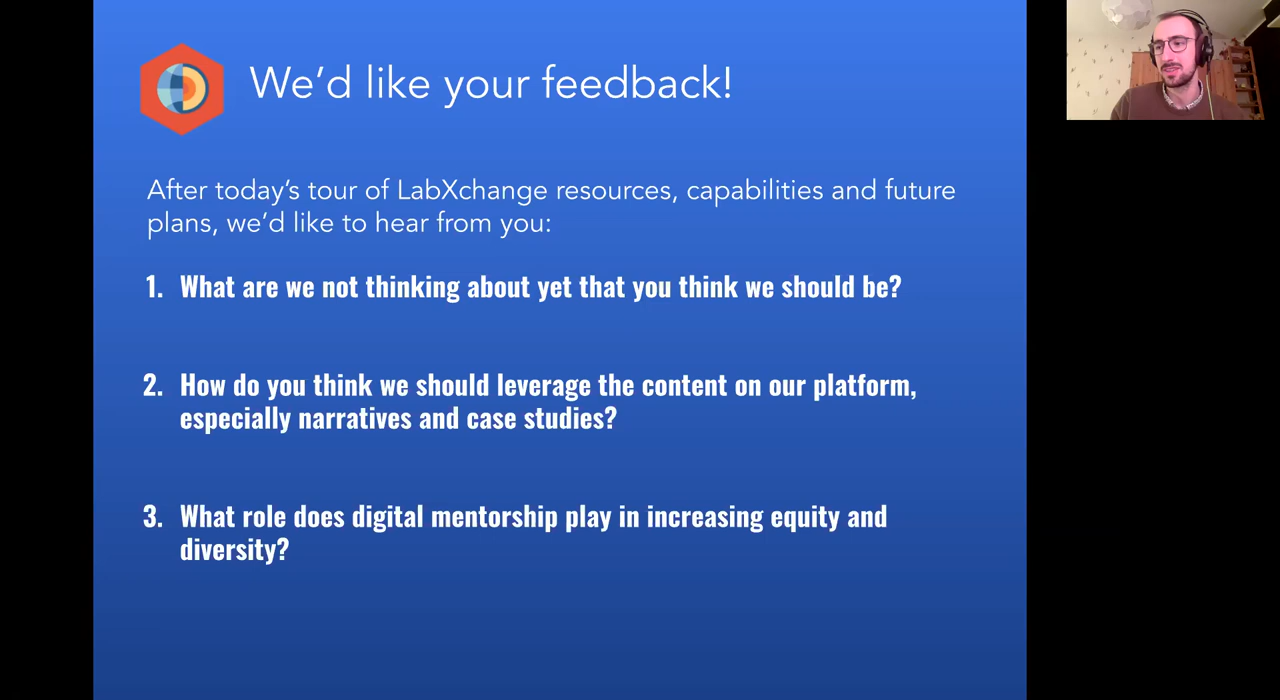 We'd like your feedback!
After today's tour of LabXchange resources, capabilities and future
plans, we'd like to hear from you:
1. What are we not thinking about yet that you think we should be?
2. How do you think we should leverage the content on our platform,
especially narratives and case studies?
3. What role does digital mentorship play in increasing equity and
diversity?